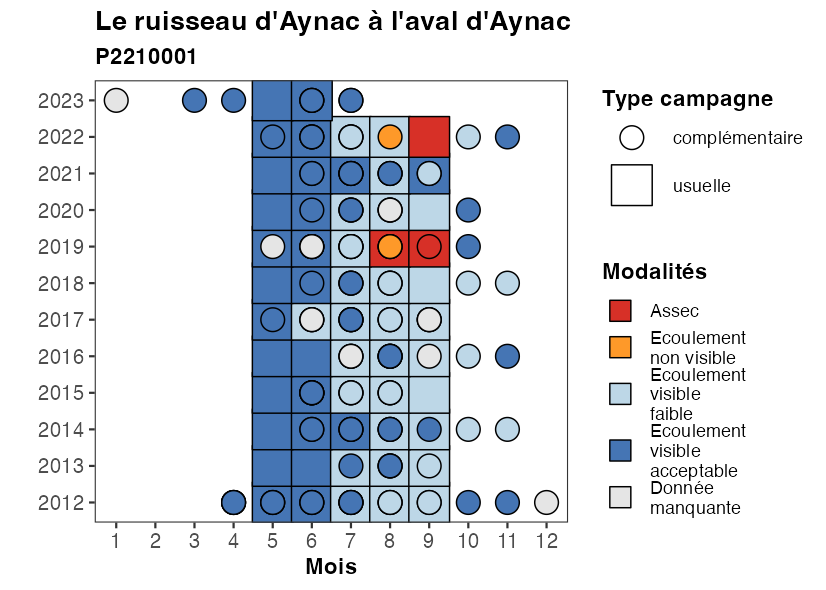 Le ruisseau d'Aynac à l'aval d'Aynac
P2210001
2023
2022
2021
2020
2019
2018
2017
2016
2015
2014
2013
2012
1 2 3 4 5 6 7 8 9 10 11 12
Mois
Type campagne
complémentaire
usuelle
Modalités
Assec
Ecoulement
non visible
Ecoulement
visible
faible
Ecoulement
visible
acceptable
Donnée
manquante